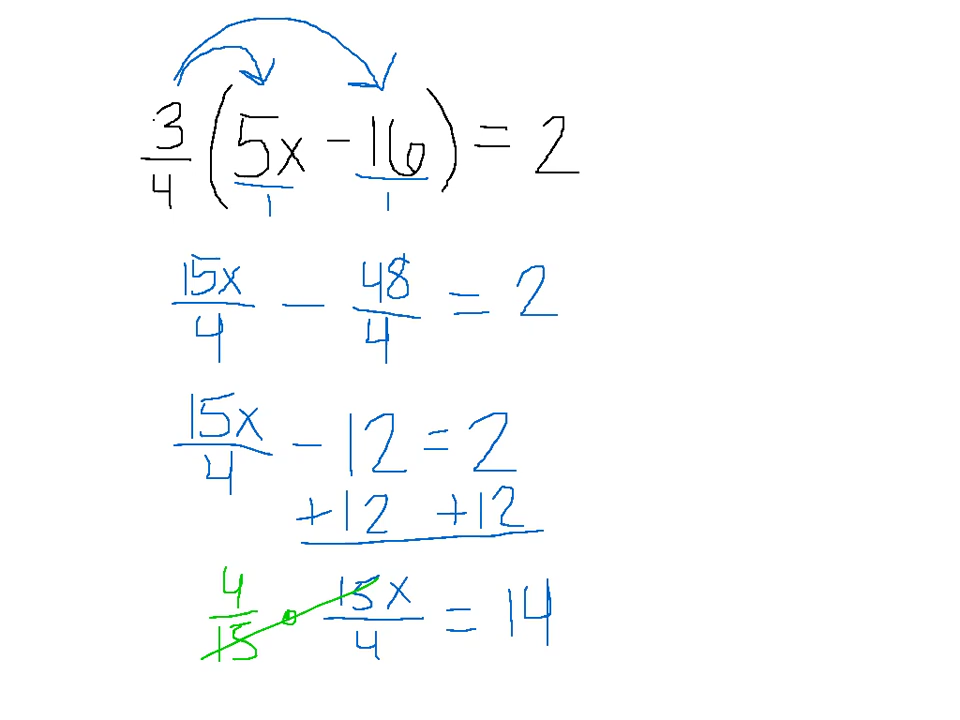 3/4 (5x/1 - 16/1) = 2
15x/4 - 48/4 = 2
15x/4 - 12 = 2
+12 +12
4/15 • 15x/4 = 14